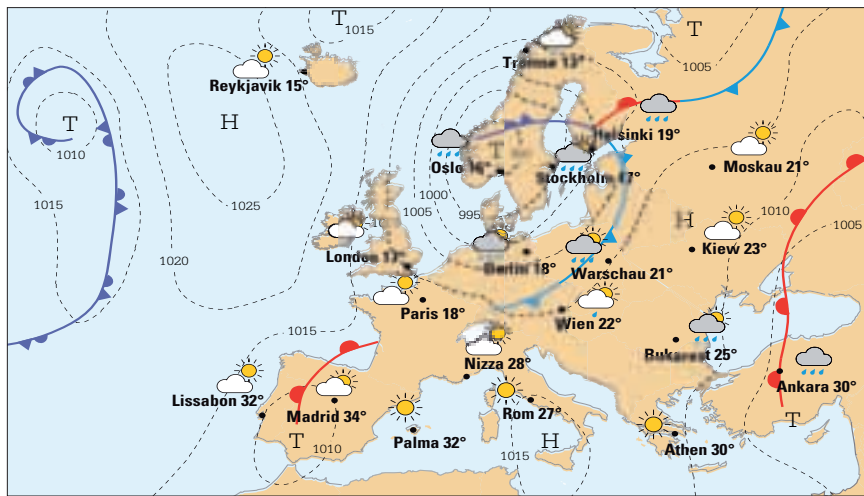 T
1015
T
1005
Reykjavik 15°
Tromsø 13°
T
1010
H
Helsinki 19°
Oslo 16°
T
Stockholm 17°
Moskau 21°
1015
1025
1000
1005
995
H
1010
1005
1020
London 17°
Berlin 18°
Warschau 21°
Kiew 23°
Paris 18°
Wien 22°
1015
Bukarest 25°
Nizza 28°
Lissabon 32°
Madrid 34°
Rom 27°
Ankara 30°
T
1010
Palma 32°
H
1015
Athen 30°
T